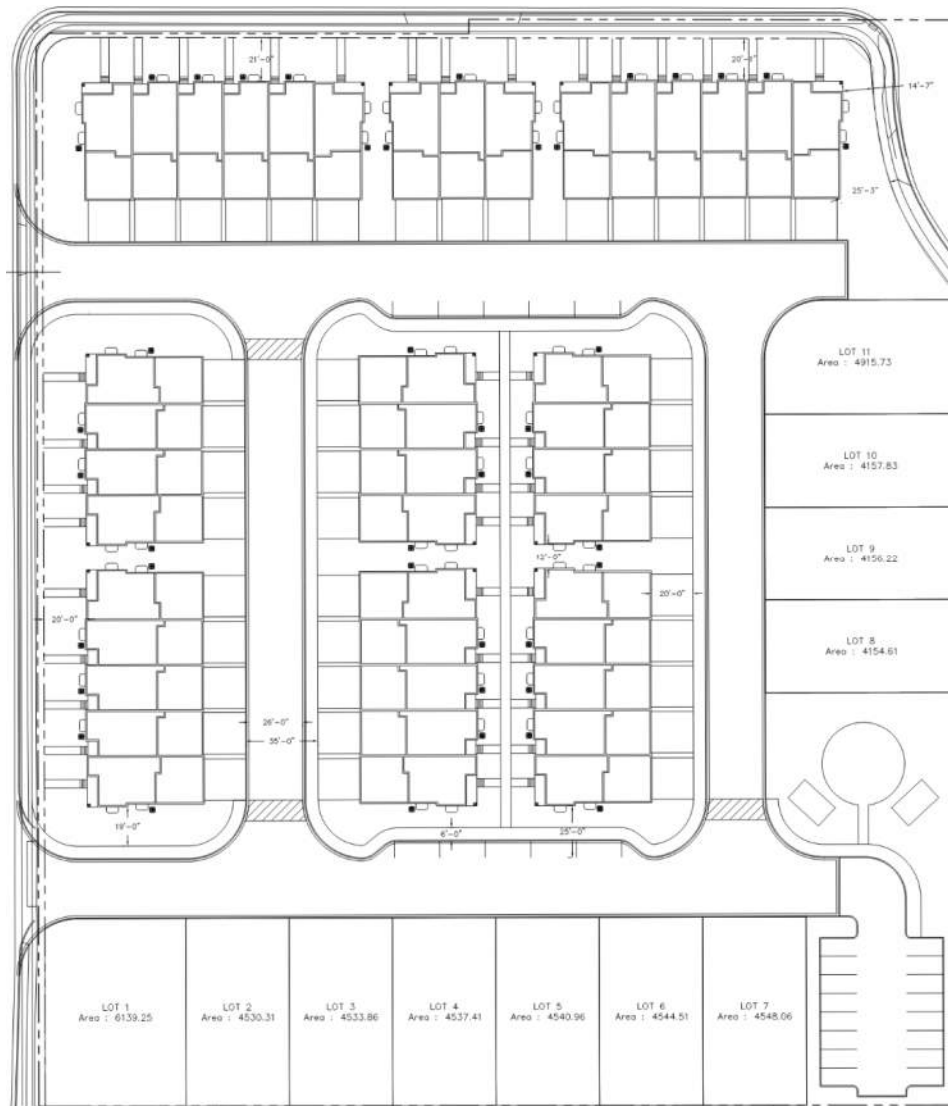 21'-0"
20'-1"
14'-7"
25'-3"
LOT 11
Area : 4915.73
LOT 10
Area : 4157.83
LOT 9
Area : 4156.22
LOT 8
Area : 4154.61
12'-0"
20'-0"
20'-0"
26'-0"
35'-0"
19'-0"
6'-0"
25'-0"
LOT 1
Area : 6139.25
LOT 2
Area : 4530.31
LOT 3
Area : 4533.86
LOT 4
Area : 4537.41
LOT 5
Area : 4540.96
LOT 6
Area : 4544.51
LOT 7
Area : 4548.06